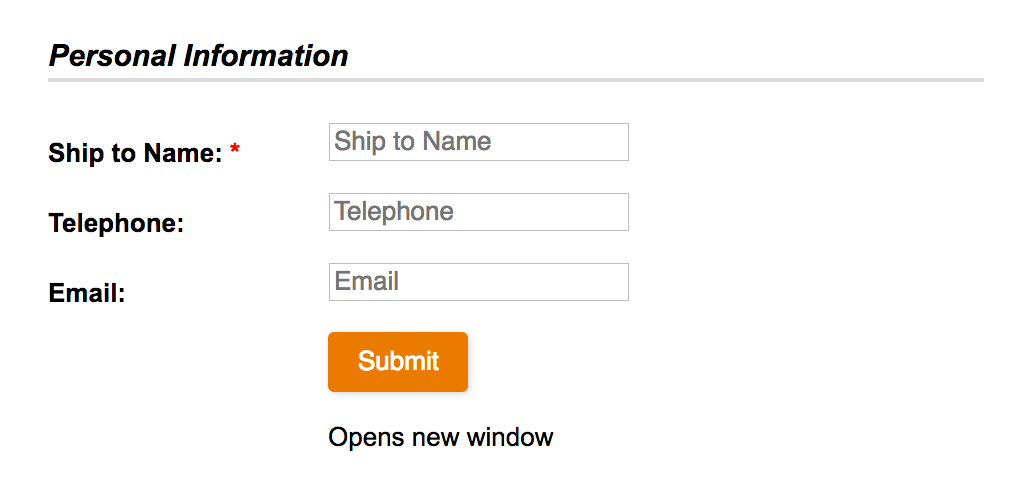 Personal Information
Ship to Name: * Ship to Name
Telephone: Telephone
Email: Email
Submit
Opens new window